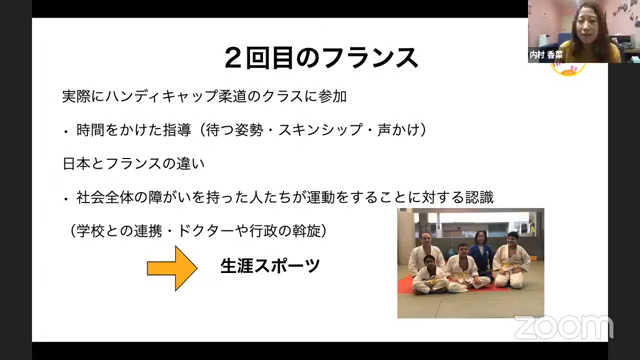 ２回目のフランス
内村 香菜
実際にハンディキャップ柔道のクラスに参加
・時間をかけた指導（待つ姿勢・スキンシップ・声かけ）
日本とフランスの違い
・社会全体の障がいを持った人たちが運動をすることに対する認識
（学校との連携・ドクターや行政の斡旋）
生涯スポーツ
zoom